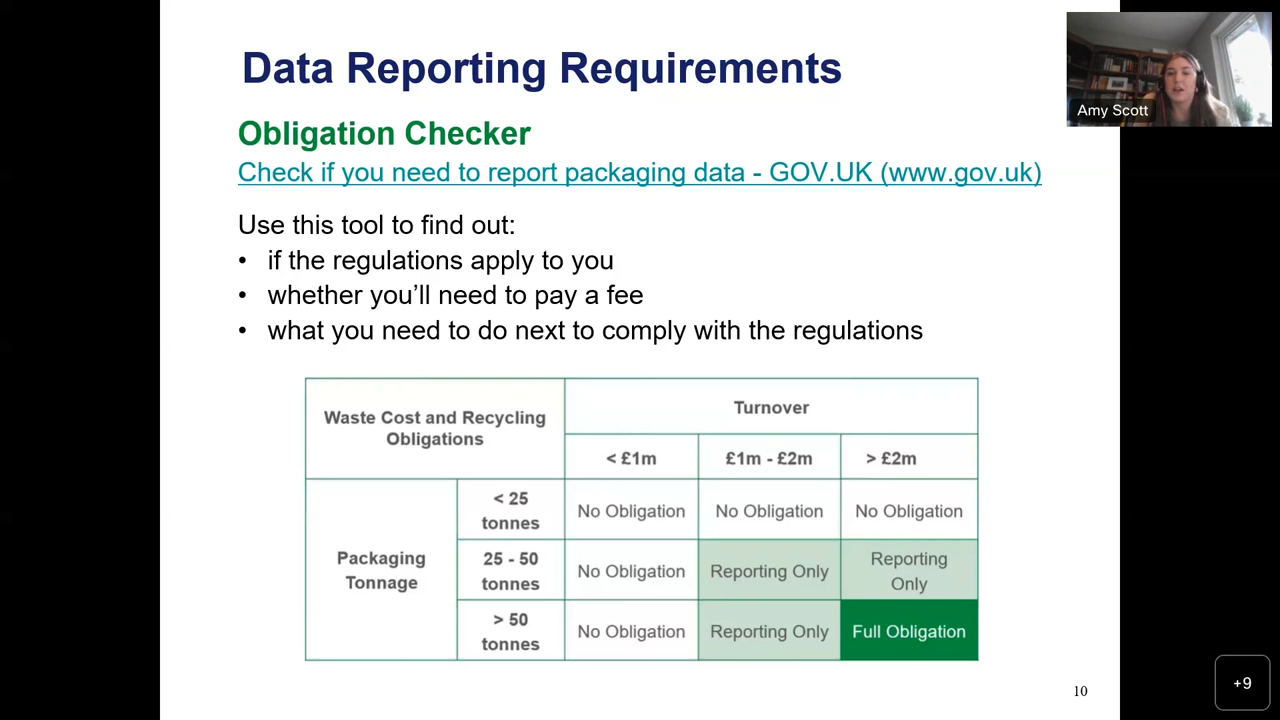 Data Reporting Requirements
Amy Scott
Obligation Checker
Check if you need to report packaging data - GOV.UK (www.gov.uk)
Use this tool to find out:
• if the regulations apply to you
• whether you’ll need to pay a fee
• what you need to do next to comply with the regulations
Waste Cost and Recycling
Obligations
Turnover
< £1m
£1m - £2m
> £2m
Packaging
Tonnage
< 25
tonnes
No Obligation
No Obligation
No Obligation
25 - 50
tonnes
No Obligation
Reporting Only
Reporting
Only
> 50
tonnes
No Obligation
Reporting Only
Full Obligation
10
+9